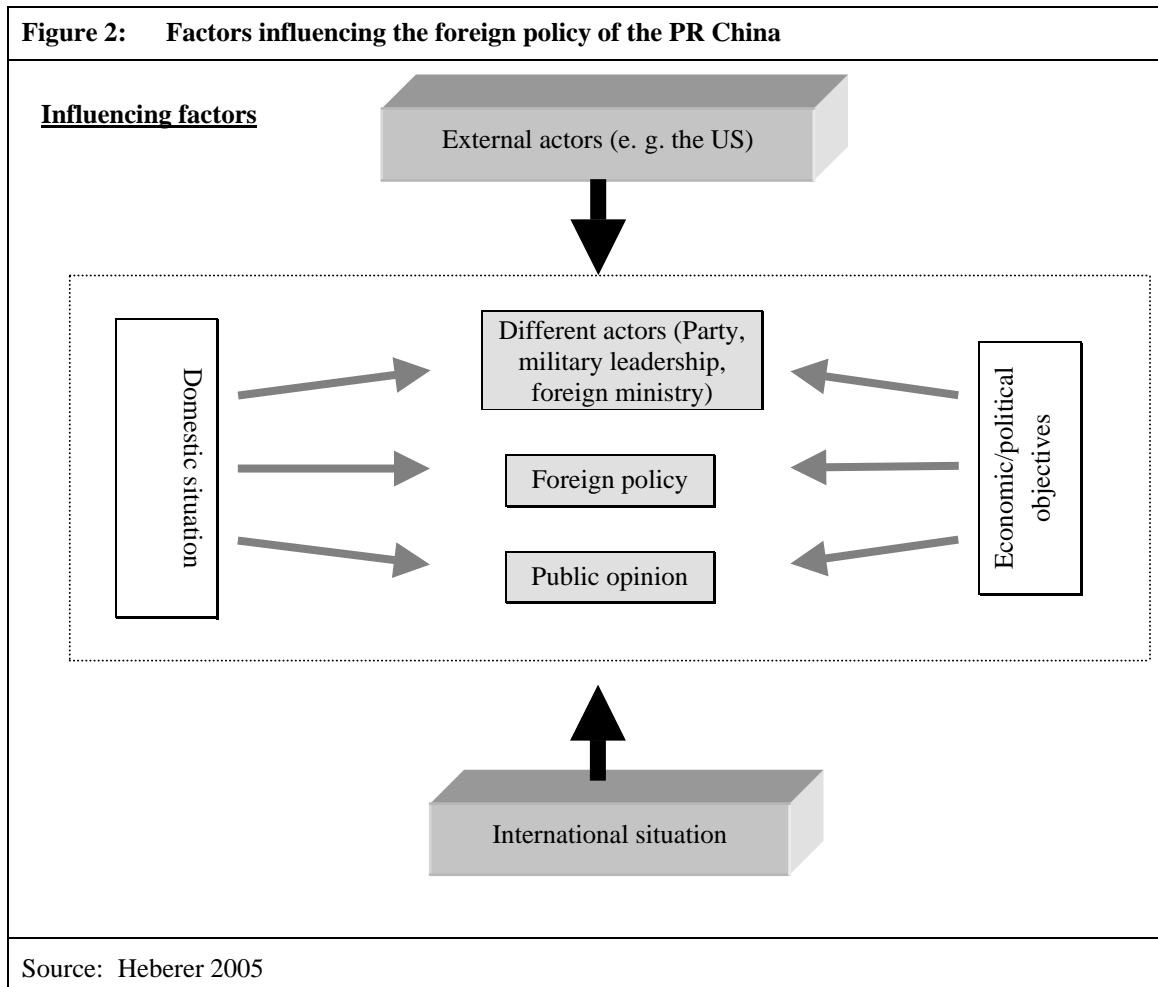 Figure 2: Factors influencing the foreign policy of the PR China
Influencing factors
External actors (e. g. the US)
Domestic situation
Different actors (Party,
military leadership,
foreign ministry)
Foreign policy
Public opinion
Economic/political
objectives
International situation
Source: Heberer 2005